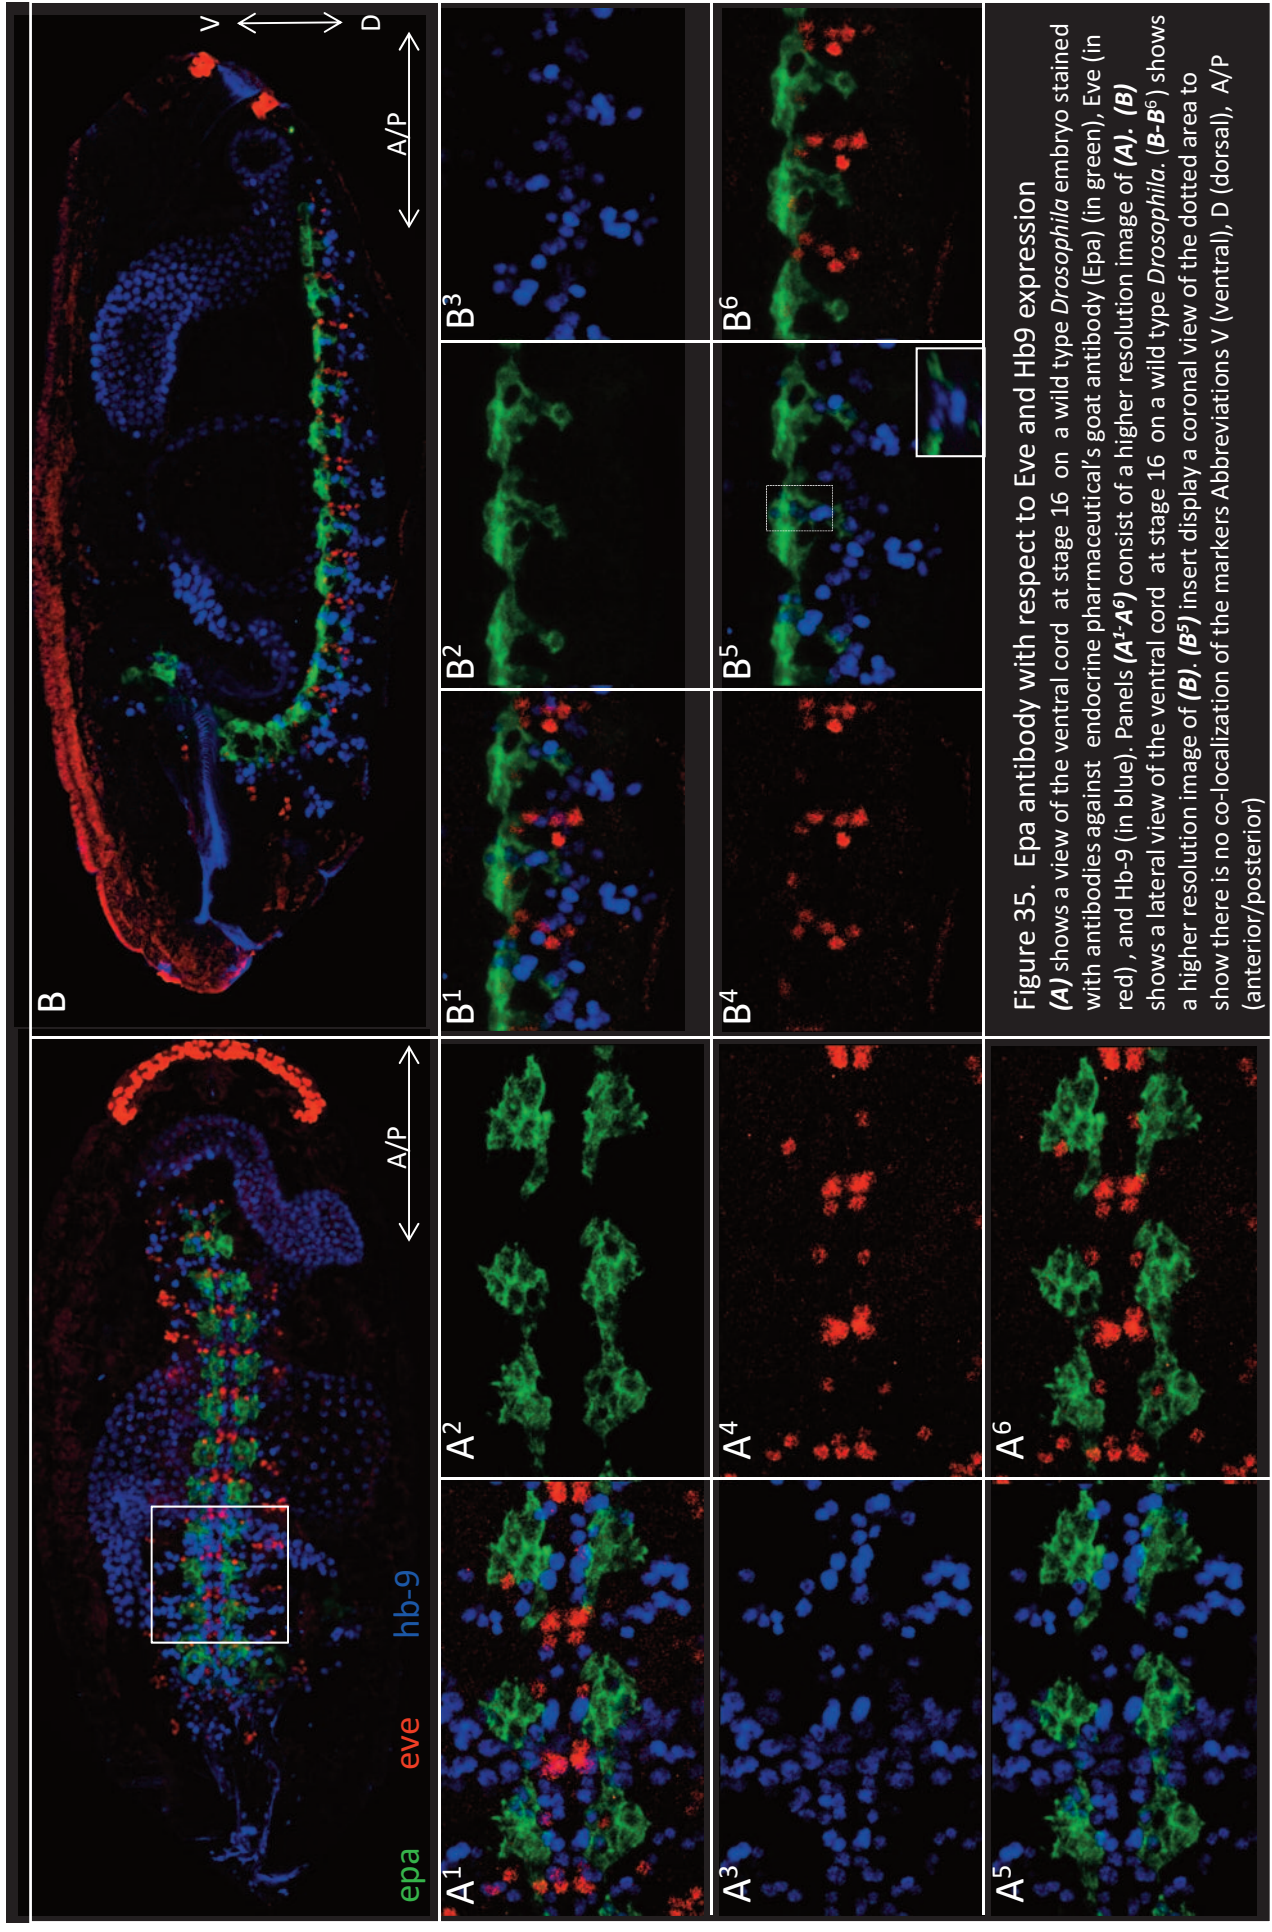 epa eve hb-9
A/P
B
V
D
A/P
A1
A2
B1
B2
B3
A3
A4
B4
B5
B6
A5
A6
Figure 35. Epa antibody with respect to Eve and Hb9 expression
(A) shows a view of the ventral cord at stage 16 on a wild type Drosophila embryo stained
with antibodies against endocrine pharmaceutical's goat antibody (Epa) (in green), Eve (in
red) , and Hb-9 (in blue). Panels (A1-A6) consist of a higher resolution image of (A). (B)
shows a lateral view of the ventral cord at stage 16 on a wild type Drosophila. (B-B6) shows
a higher resolution image of (B). (B5) insert display a coronal view of the dotted area to
show there is no co-localization of the markers Abbreviations V (ventral), D (dorsal), A/P
(anterior/posterior)